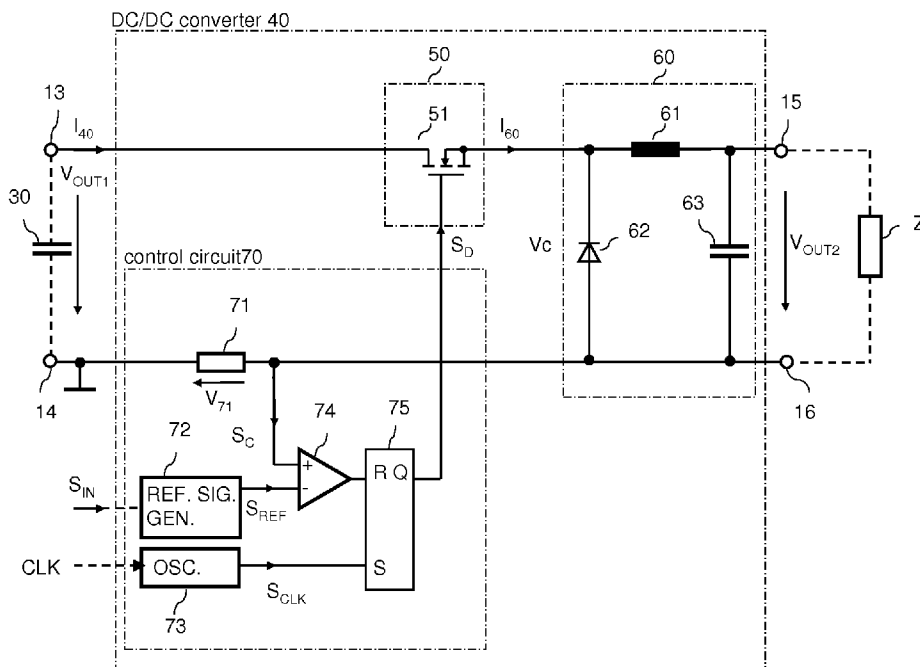 DC/DC converter 40
50
60
13
I40
51
I60
61
15
VOUT1
30
SD
Vc
62
63
VOUT2
Z
control circuit70
71
14
V71
16
72
SC
74
75
SIN
REF. SIG.
GEN.
SREF
+
-
R Q
CLK
OSC.
SCLK
S
73